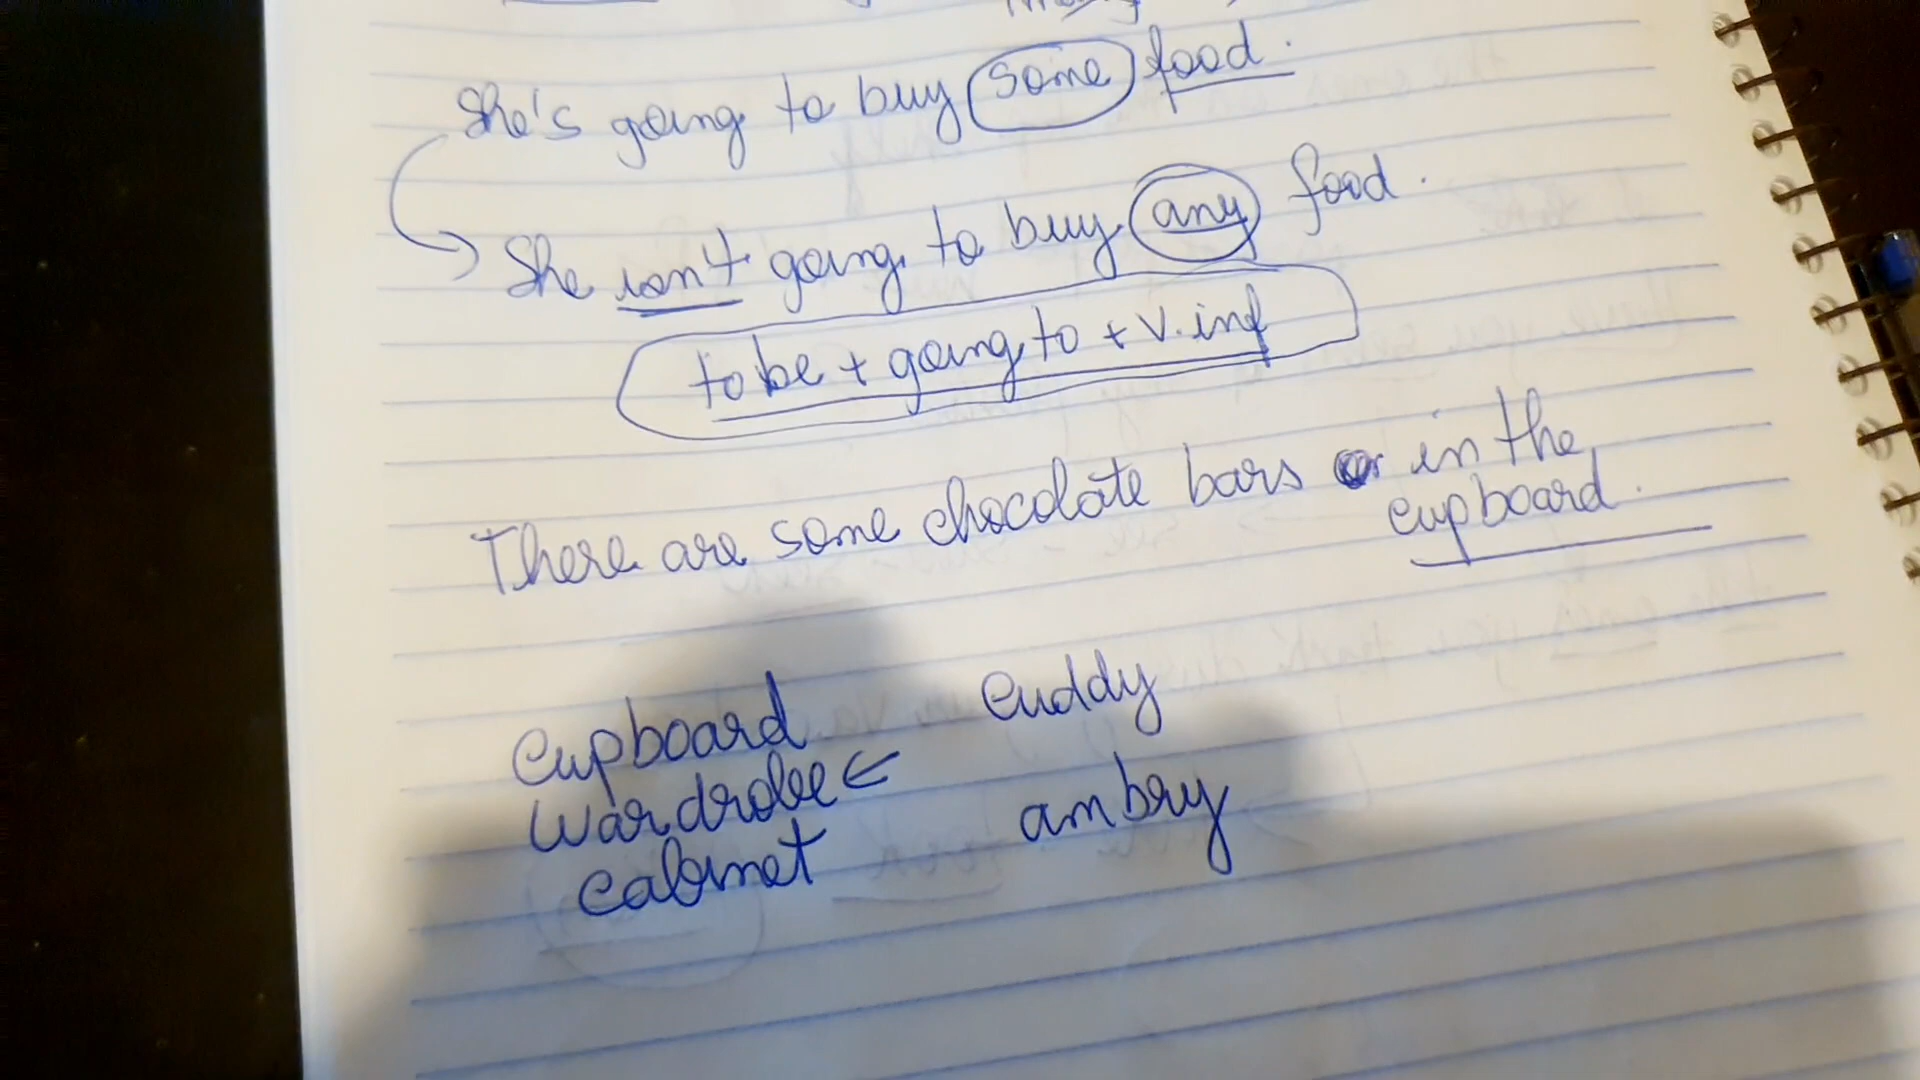 She's going to buy some food.
She isn't going to buy any food.
to be + going to + v. inf
There are some chocolate bars in the
cupboard.
cupboard cuddy
wardrobe
cabinet ambry